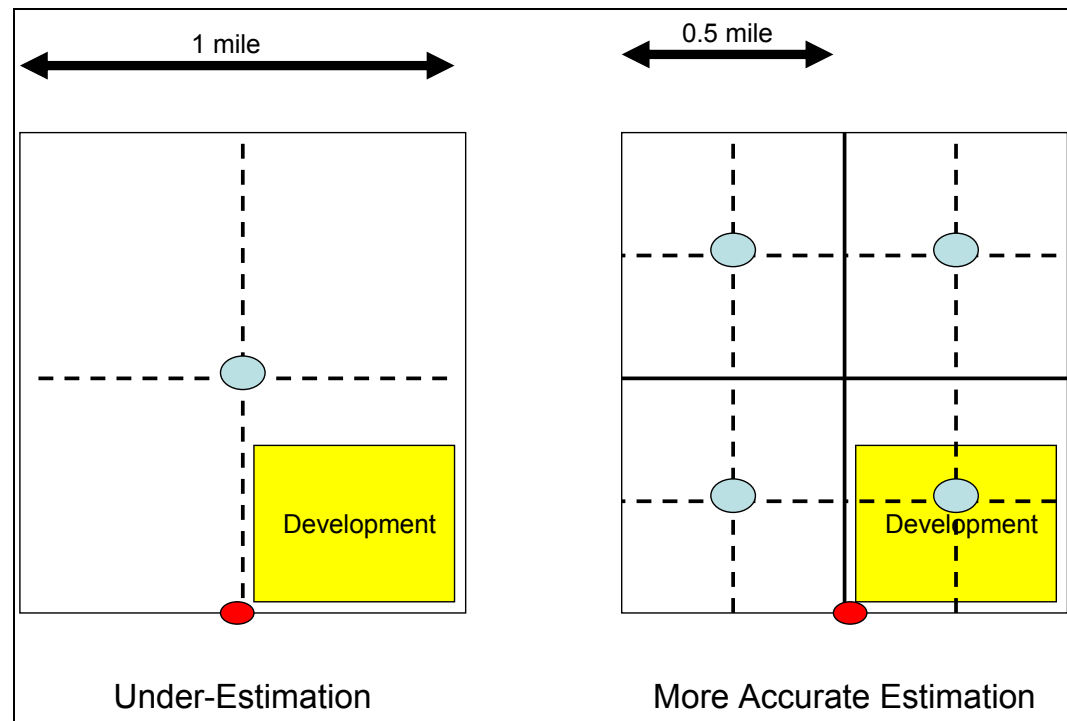 1 mile
0.5 mile
Development
Development
Under-Estimation
More Accurate Estimation